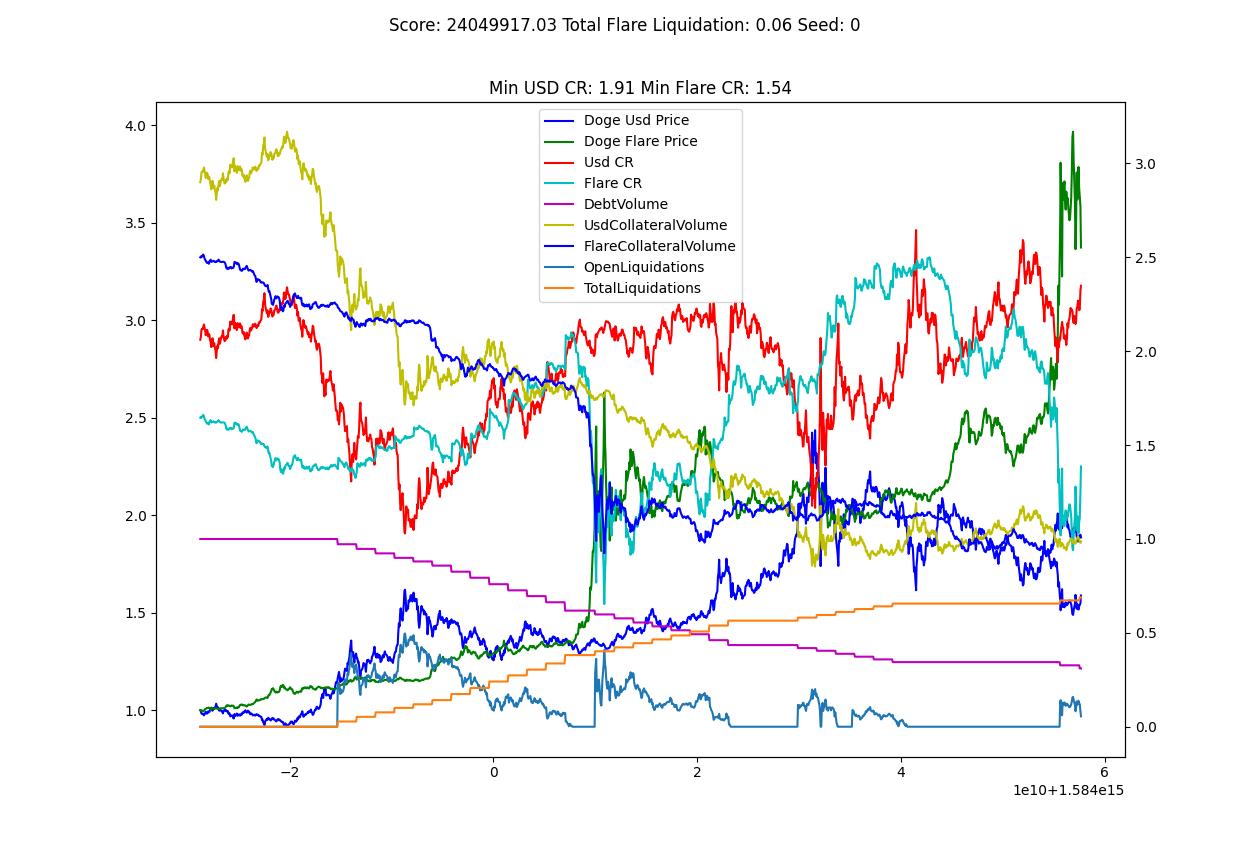 Score: 24049917.03 Total Flare Liquidation: 0.06 Seed: 0
Min USD CR: 1.91 Min Flare CR: 1.54
Doge Usd Price
Doge Flare Price
Usd CR
Flare CR
DebtVolume
UsdCollateralVolume
FlareCollateralVolume
OpenLiquidations
TotalLiquidations
4.0
3.5
3.0
2.5
2.0
1.5
1.0
3.0
2.5
2.0
1.5
1.0
0.5
0.0
−2 0 2 4 6
1e10+1.584e15